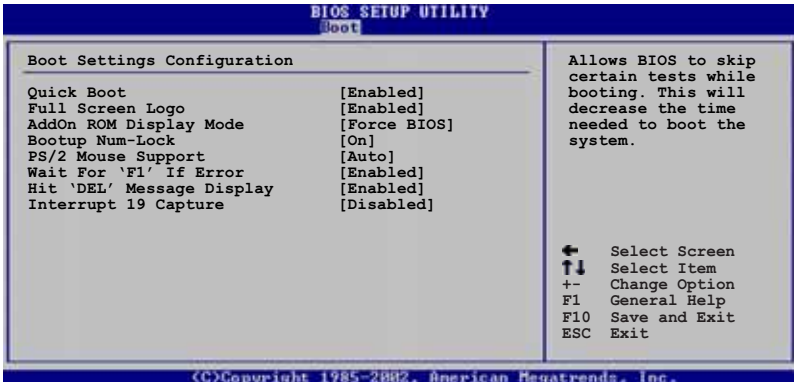 BIOS SETUP UTILITY
Boot
Boot Settings Configuration
Quick Boot [Enabled]
Full Screen Logo [Enabled]
AddOn ROM Display Mode [Force BIOS]
Bootup Num-Lock [On]
PS/2 Mouse Support [Auto]
Wait For ‘F1’ If Error [Enabled]
Hit ‘DEL’ Message Display [Enabled]
Interrupt 19 Capture [Disabled]
Allows BIOS to skip
certain tests while
booting. This will
decrease the time
needed to boot the
system.
← Select Screen
↑↓ Select Item
+- Change Option
F1 General Help
F10 Save and Exit
ESC Exit
(C)Copyright 1985-2002, American Megatrends, Inc.